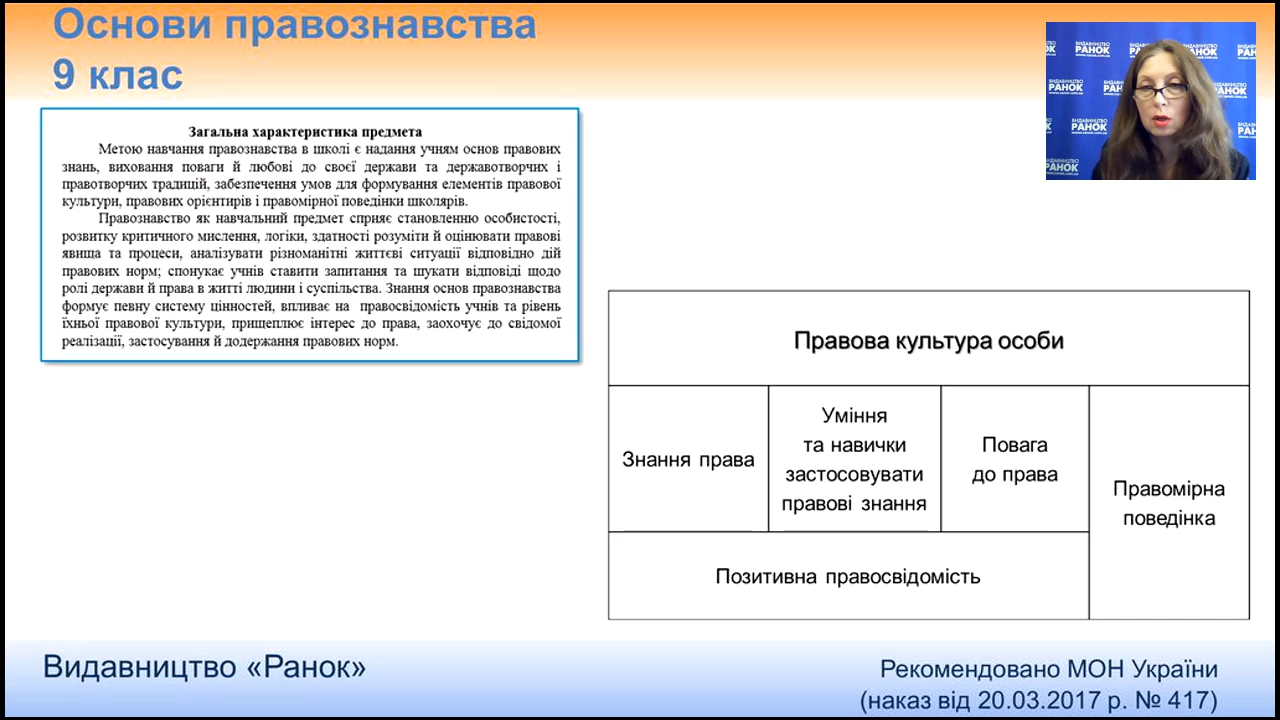 Основи правознавства
9 клас
Загальна характеристика предмета
Метою навчання правознавства в школі є надання учням основ правових
знань, виховання поваги й любові до своєї держави та державотворчих і
правотворчих традицій, забезпечення умов для формування елементів правової
культури, правових орієнтирів і правомірної поведінки школярів.
Правознавство як навчальний предмет сприяє становленню особистості,
розвитку критичного мислення, логіки, здатності розуміти й оцінювати правові
явища та процеси, аналізувати різноманітні життєві ситуації відповідно дій
правових норм; спонукає учнів ставити запитання та шукати відповіді щодо
ролі держави й права в житті людини і суспільства. Знання основ правознавства
формує певну систему цінностей, впливає на правосвідомість учнів та рівень
їхньої правової культури, прищеплює інтерес до права, заохочує до свідомої
реалізації, застосування й додержання правових норм.
ВИДАВНИЦТВО
РАНОК
Правова культура особи
Знання права
Уміння
та навички
застосовувати
правові знання
Повага
до права
Правомірна
поведінка
Позитивна правосвідомість
Видавництво «Ранок»
Рекомендовано МОН України
(наказ від 20.03.2017 р. № 417)